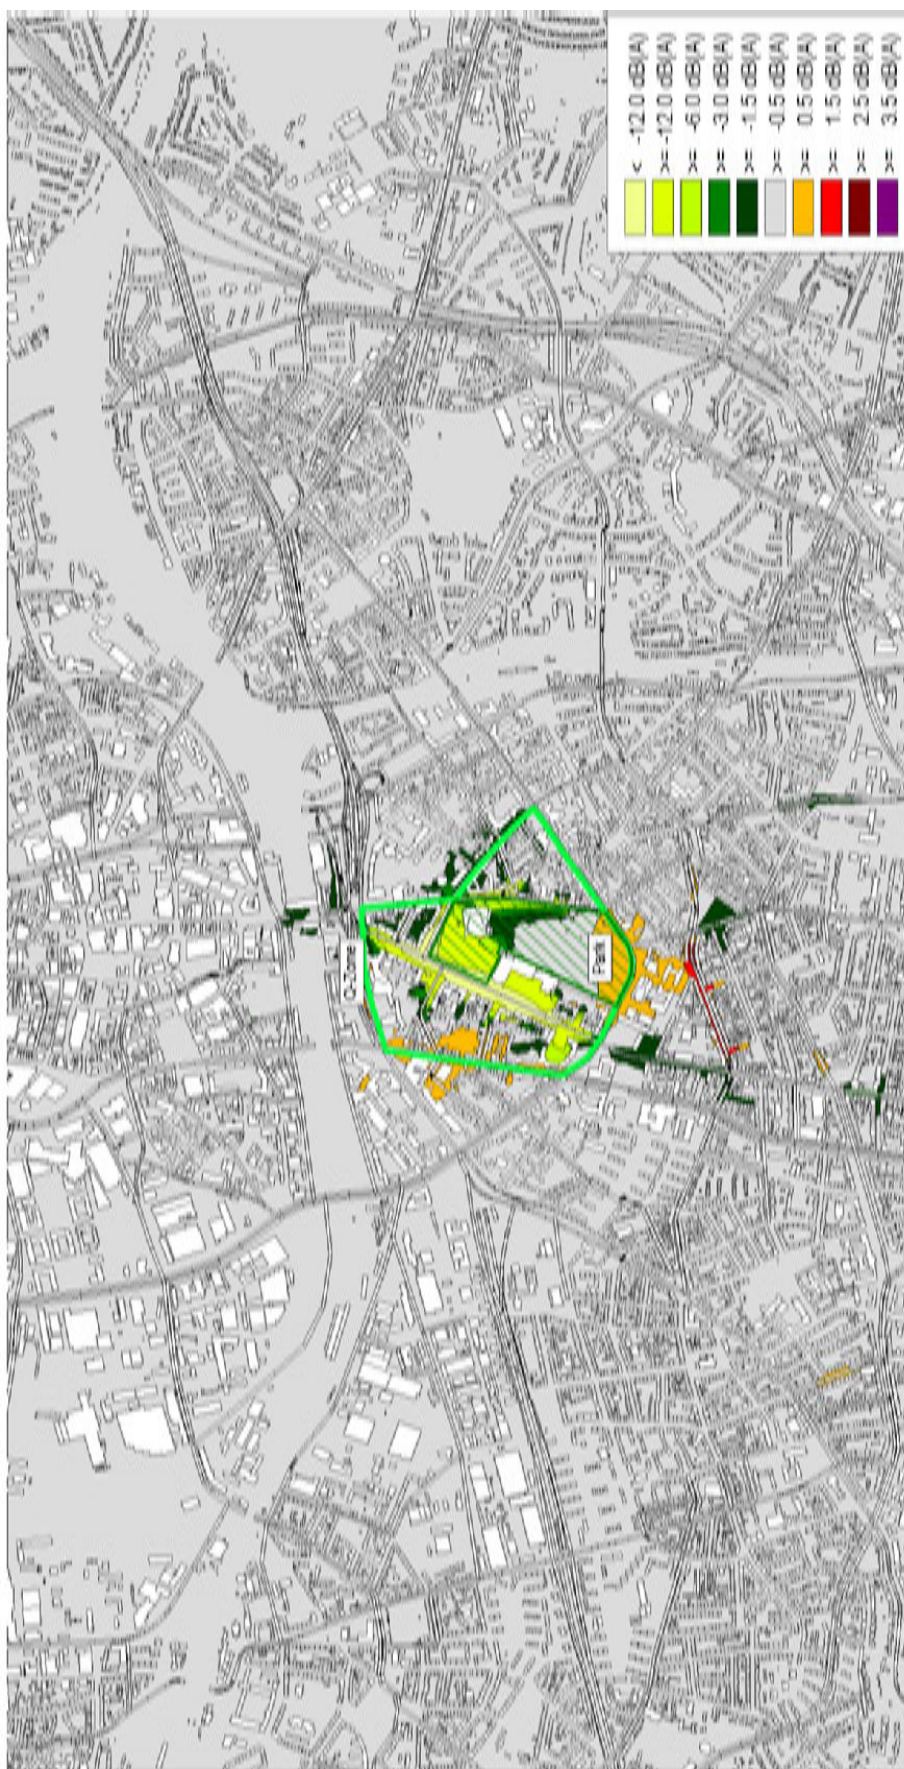 < -12.0 dB(A)
>= -12.0 dB(A)
>= -6.0 dB(A)
>= -3.0 dB(A)
>= -1.5 dB(A)
>= -0.5 dB(A)
>= 0.5 dB(A)
>= 1.5 dB(A)
>= 2.5 dB(A)
>= 3.5 dB(A)
Q-Zone
Park